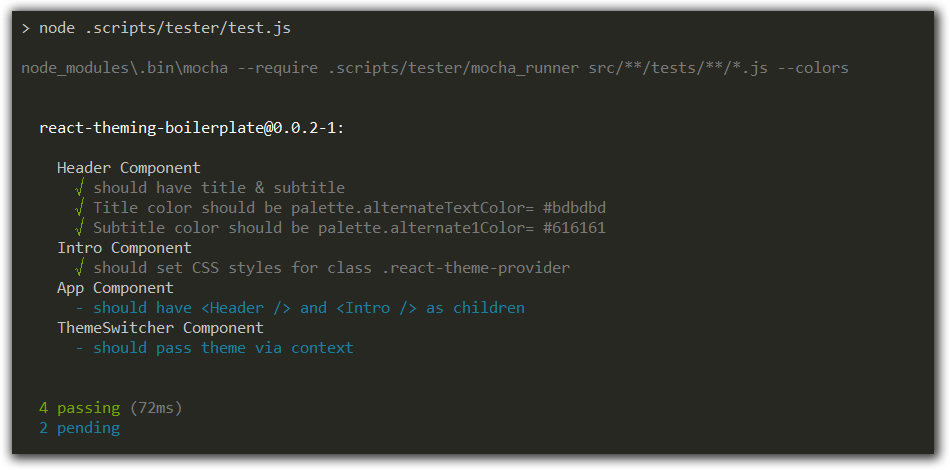 > node .scripts/tester/test.js
node_modules\.bin\mocha --require .scripts/tester/mocha_runner src/**/tests/**/*.js --colors
react-theming-boilerplate@0.0.2-1:
Header Component
√ should have title & subtitle
√ Title color should be palette.alternateTextColor= #bdbdbd
√ Subtitle color should be palette.alternate1Color= #616161
Intro Component
√ should set CSS styles for class .react-theme-provider
App Component
- should have <Header /> and <Intro /> as children
ThemeSwitcher Component
- should pass theme via context
4 passing (72ms)
2 pending